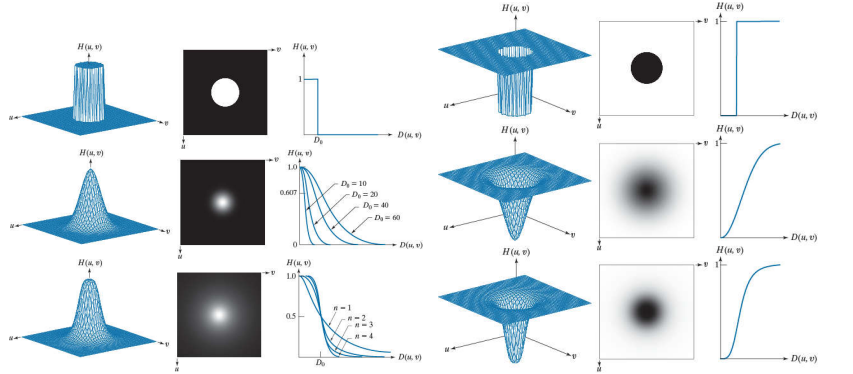 H(u, v)
u
v
v
u
H(u, v)
1
D₀
D(u, v)
H(u, v)
u
v
v
u
H(u, v)
1.0
0.607
D₀ = 10
D₀ = 20
D₀ = 40
D₀ = 60
0
D(u, v)
H(u, v)
u
v
v
u
H(u, v)
1.0
0.5
n = 1
n = 2
n = 3
n = 4
D₀
D(u, v)
H(u, v)
u
v
v
u
H(u, v)
1
D(u, v)
H(u, v)
u
v
v
u
H(u, v)
1
D(u, v)
H(u, v)
u
v
v
u
H(u, v)
1
D(u, v)